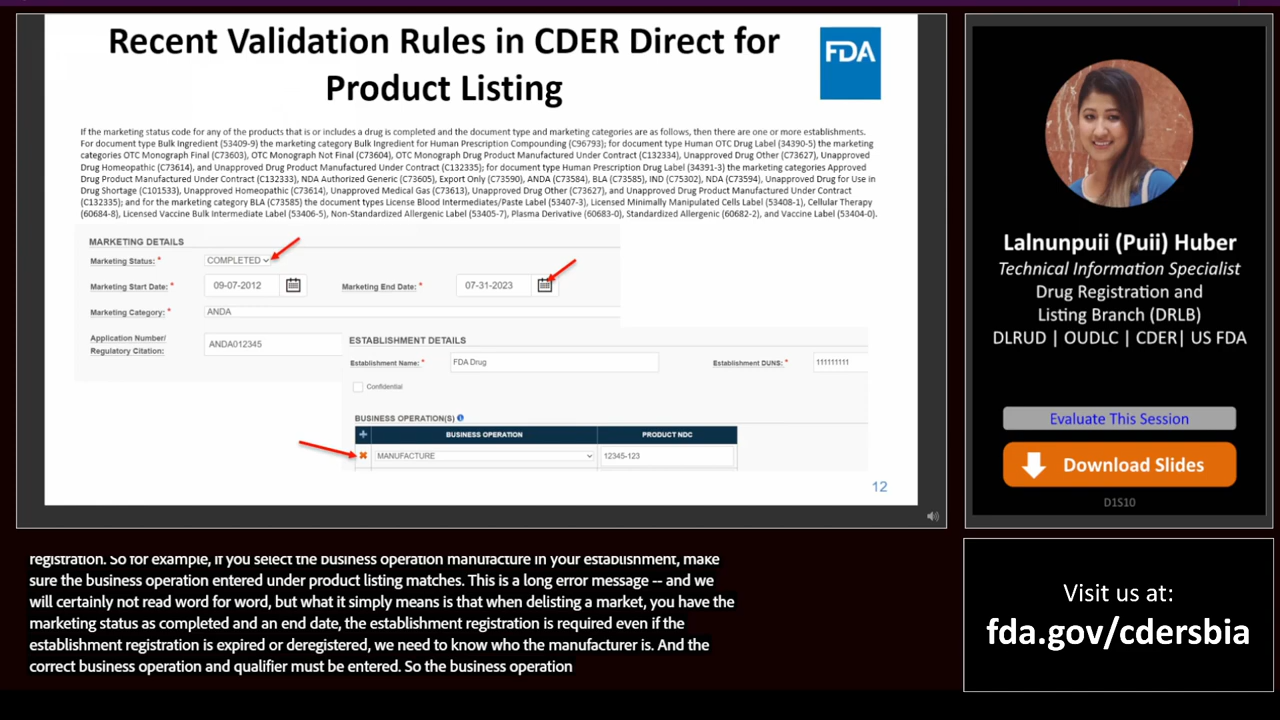 Recent Validation Rules in CDER Direct for
Product Listing
FDA
If the marketing status code for any of the products that is or includes a drug is completed and the document type and marketing categories are as follows, then there are one or more establishments.
For document type Bulk Ingredient (53409-9) the marketing category Bulk Ingredient for Human Prescription Compounding (C96793); for document type Human OTC Drug Label (34390-5) the marketing
categories OTC Monograph Final (C73603), OTC Monograph Not Final (C73604), OTC Monograph Drug Product Manufactured Under Contract (C132334), Unapproved Drug Other (C73627), Unapproved
Drug Homeopathic (C73614), and Unapproved Drug Product Manufactured Under Contract (C132335); for document type Human Prescription Drug Label (34391-3) the marketing categories Approved
Drug Product Manufactured Under Contract (C132333), NDA Authorized Generic (C73605), Export Only (C73590), ANDA (C73584), BLA (C73585), IND (C75302), NDA (C73594), Unapproved Drug for Use in
Drug Shortage (C101533), Unapproved Homeopathic (C73614), Unapproved Medical Gas (C73613), Unapproved Drug Other (C73627), and Unapproved Drug Product Manufactured Under Contract
(C132335); and for the marketing category BLA (C73585) the document types License Blood Intermediates/Paste Label (53407-3), Licensed Minimally Manipulated Cells Label (53408-1), Cellular Therapy
(60684-8), Licensed Vaccine Bulk Intermediate Label (53406-5), Non-Standardized Allergenic Label (53405-7), Plasma Derivative (60683-0), Standardized Allergenic (60682-2), and Vaccine Label (53404-0).
MARKETING DETAILS
Marketing Status: * COMPLETED
Marketing Start Date: * 09-07-2012 Marketing End Date: * 07-31-2023
Marketing Category: * ANDA
Application Number/
Regulatory Citation: ANDA012345
ESTABLISHMENT DETAILS
Establishment Name: * FDA Drug Establishment DUNS: * 111111111
Confidential
BUSINESS OPERATION(S)
BUSINESS OPERATION PRODUCT NDC
MANUFACTURE 12345-123
12
Lalnunpuii (Puii) Huber
Technical Information Specialist
Drug Registration and
Listing Branch (DRLB)
DLRUD | OUDLC | CDER| US FDA
Evaluate This Session
Download Slides
D1S10
registration. So for example, if you select the business operation manufacture in your establishment, make
sure the business operation entered under product listing matches. This is a long error message -- and we
will certainly not read word for word, but what it simply means is that when delisting a market, you have the
marketing status as completed and an end date, the establishment registration is required even if the
establishment registration is expired or deregistered, we need to know who the manufacturer is. And the
correct business operation and qualifier must be entered. So the business operation
Visit us at:
fda.gov/cdersbia